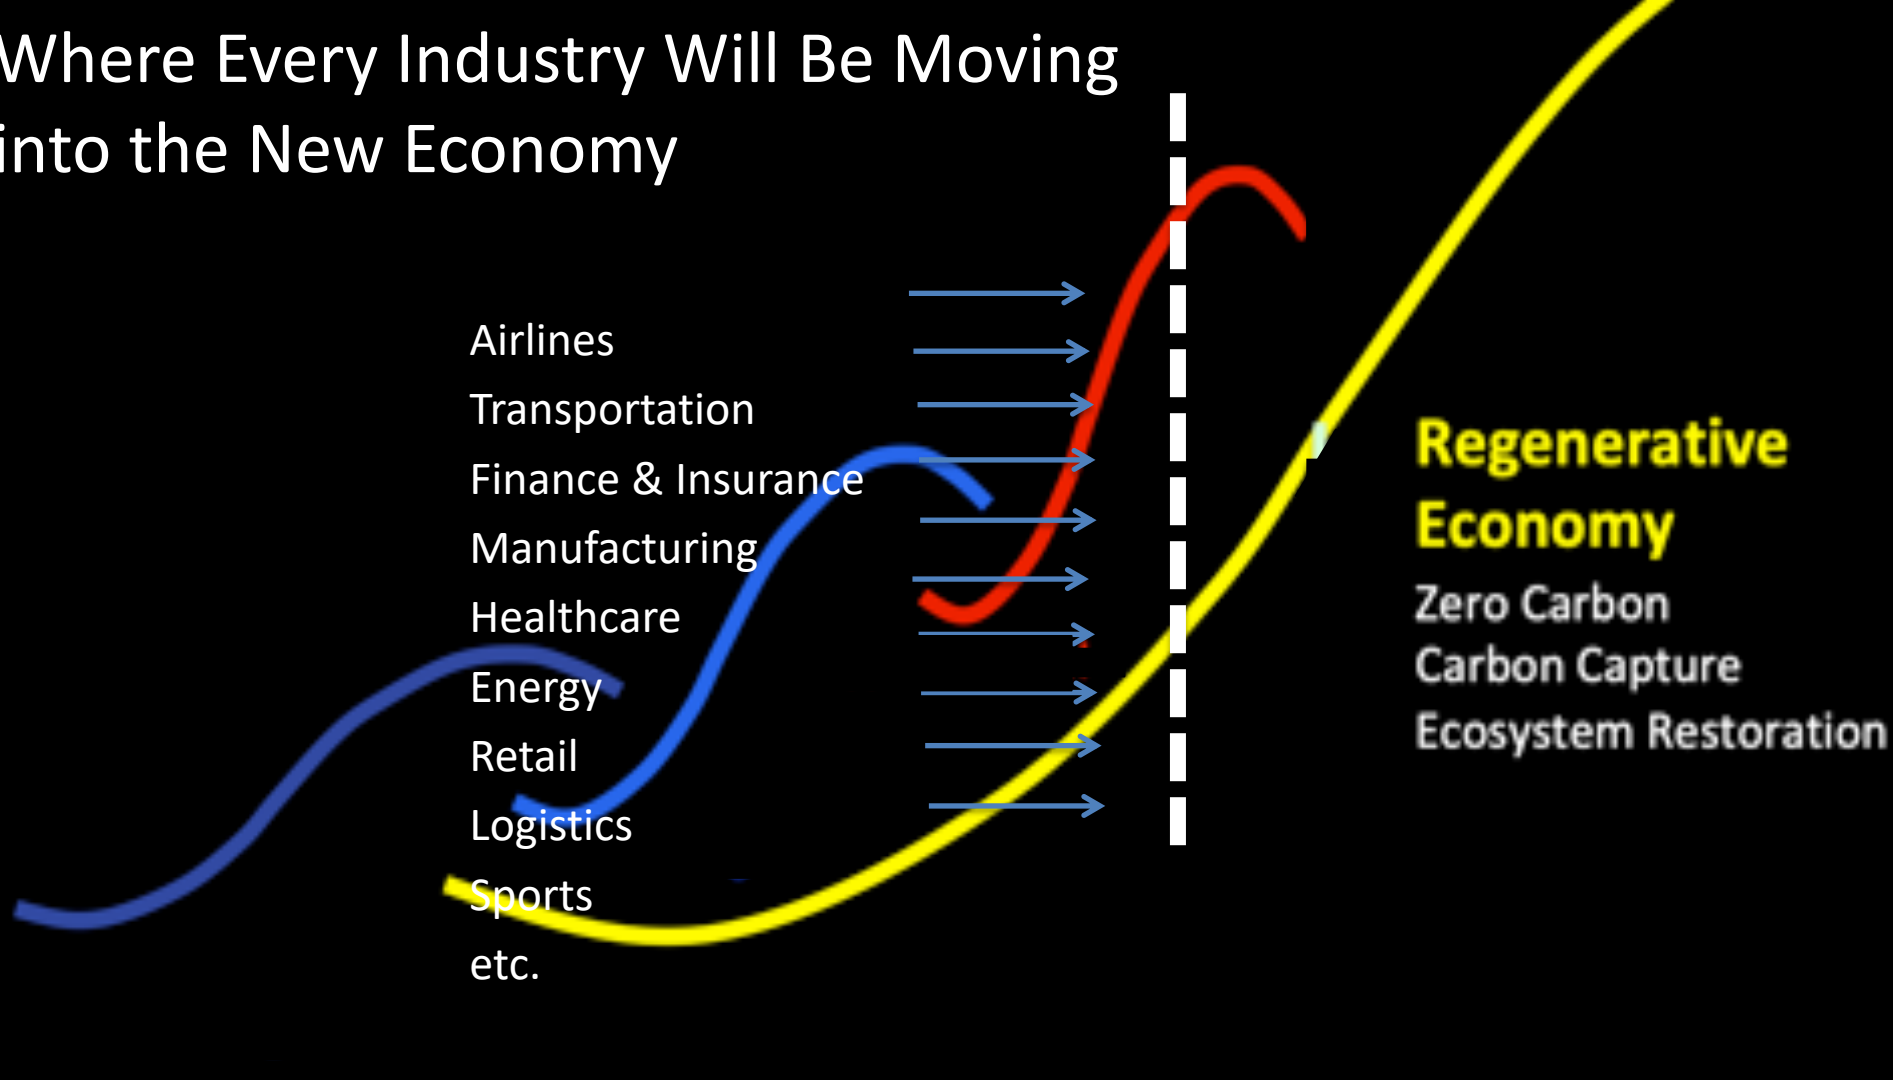 Where Every Industry Will Be Moving
into the New Economy
Airlines
Transportation
Finance & Insurance
Manufacturing
Healthcare
Energy
Retail
Logistics
Sports
etc.
Regenerative
Economy
Zero Carbon
Carbon Capture
Ecosystem Restoration